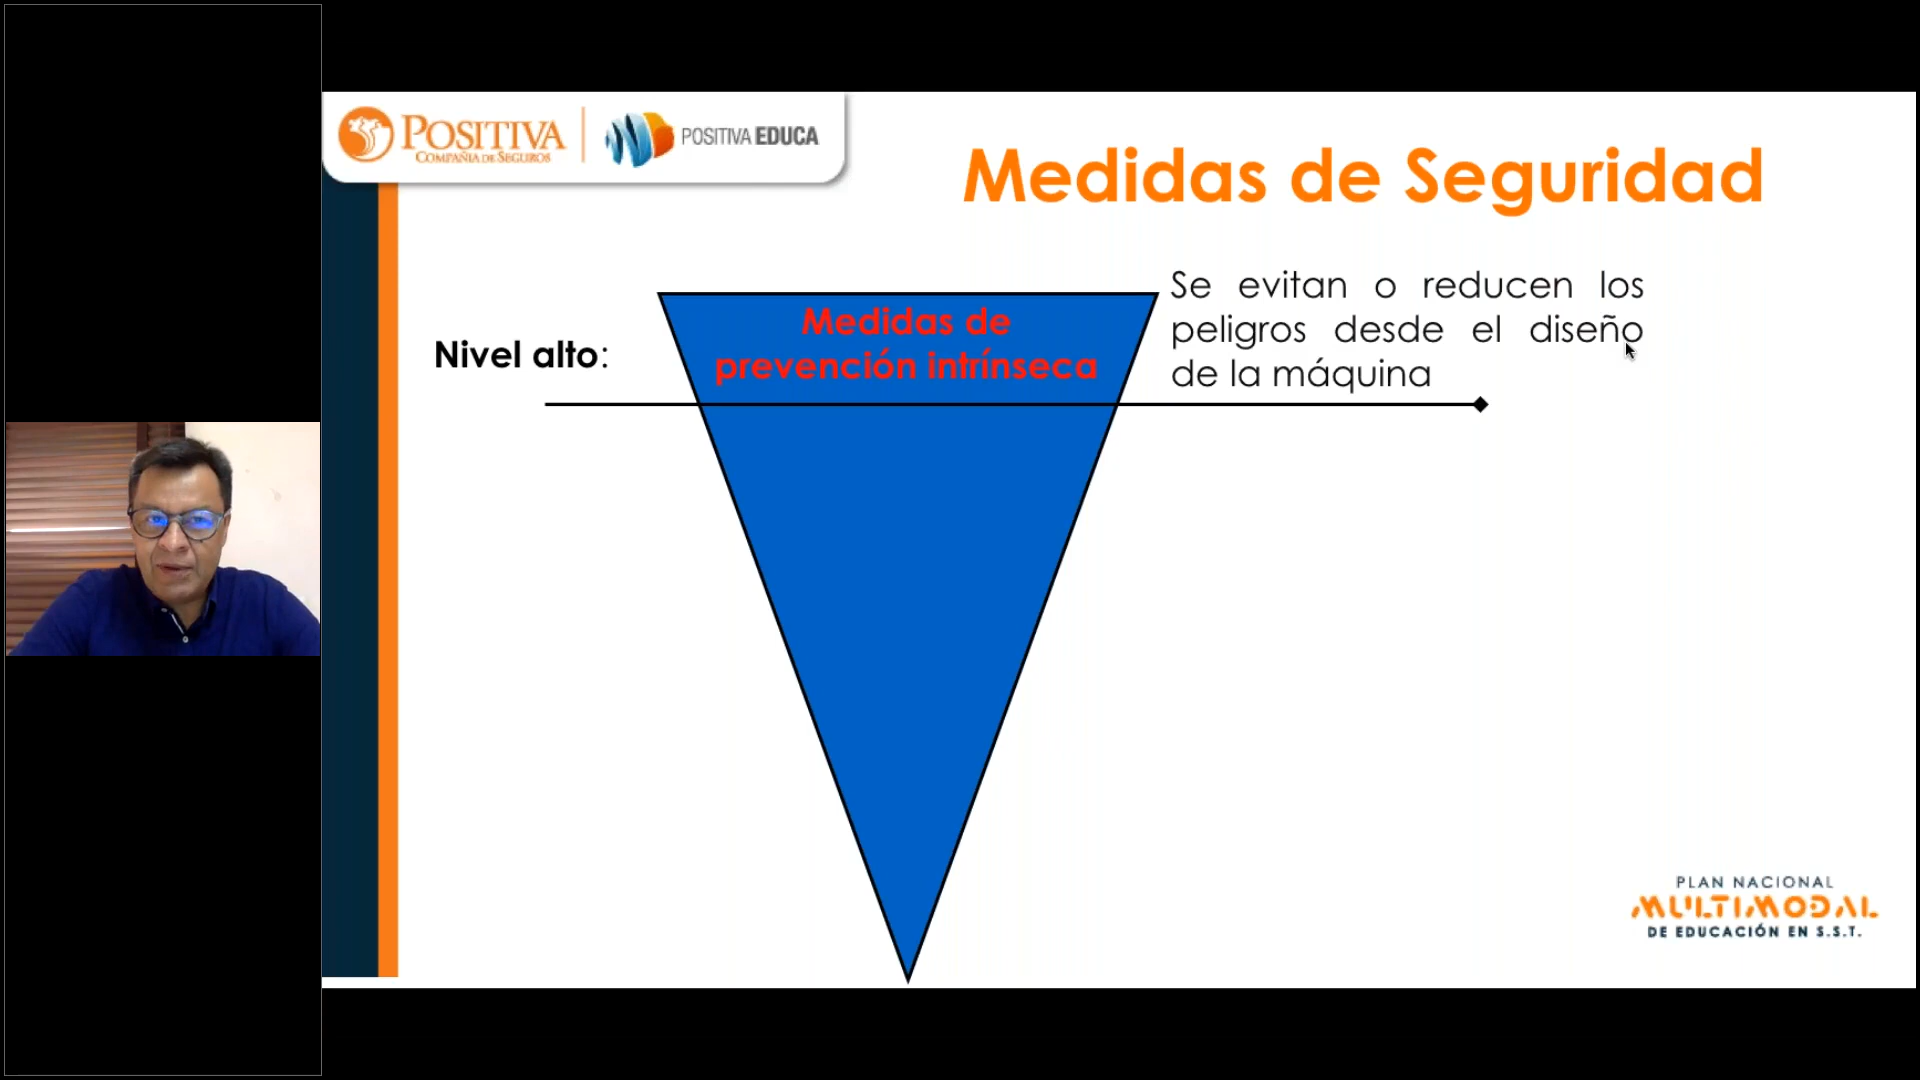 POSITIVA
COMPAÑÍA DE SEGUROS
POSITIVA EDUCA
Medidas de Seguridad
Nivel alto:
Medidas de
prevención intrínseca
Se evitan o reducen los
peligros desde el diseño
de la máquina
PLAN NACIONAL
MULTIMODAL
DE EDUCACIÓN EN S.S.T.